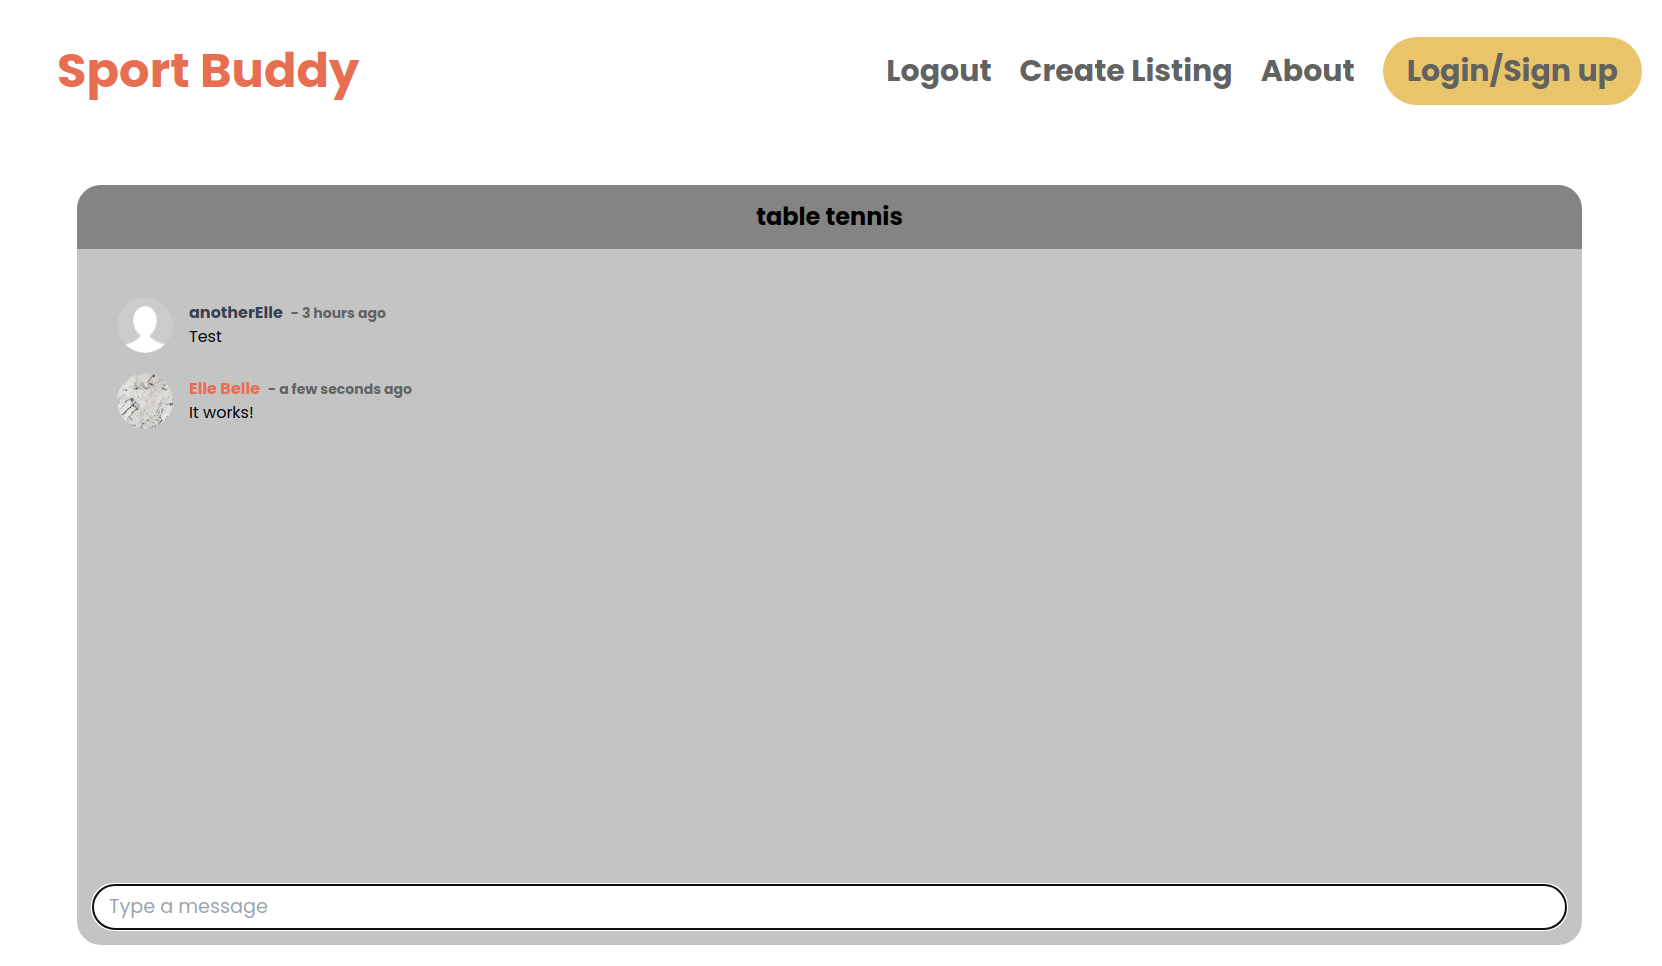 Sport Buddy
Logout Create Listing About Login/Sign up
table tennis
anotherElle - 3 hours ago
Test
Elle Belle - a few seconds ago
It works!
Type a message